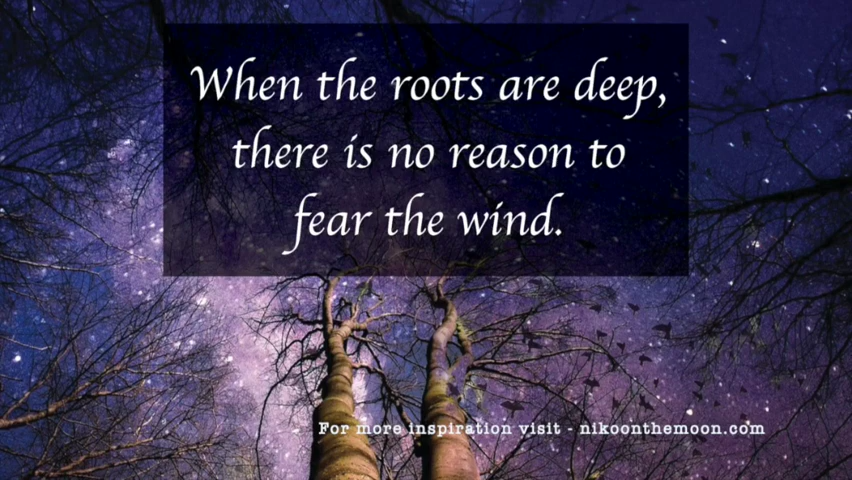 When the roots are deep,
there is no reason to
fear the wind.
For more inspiration visit - nikoonthemoon.com